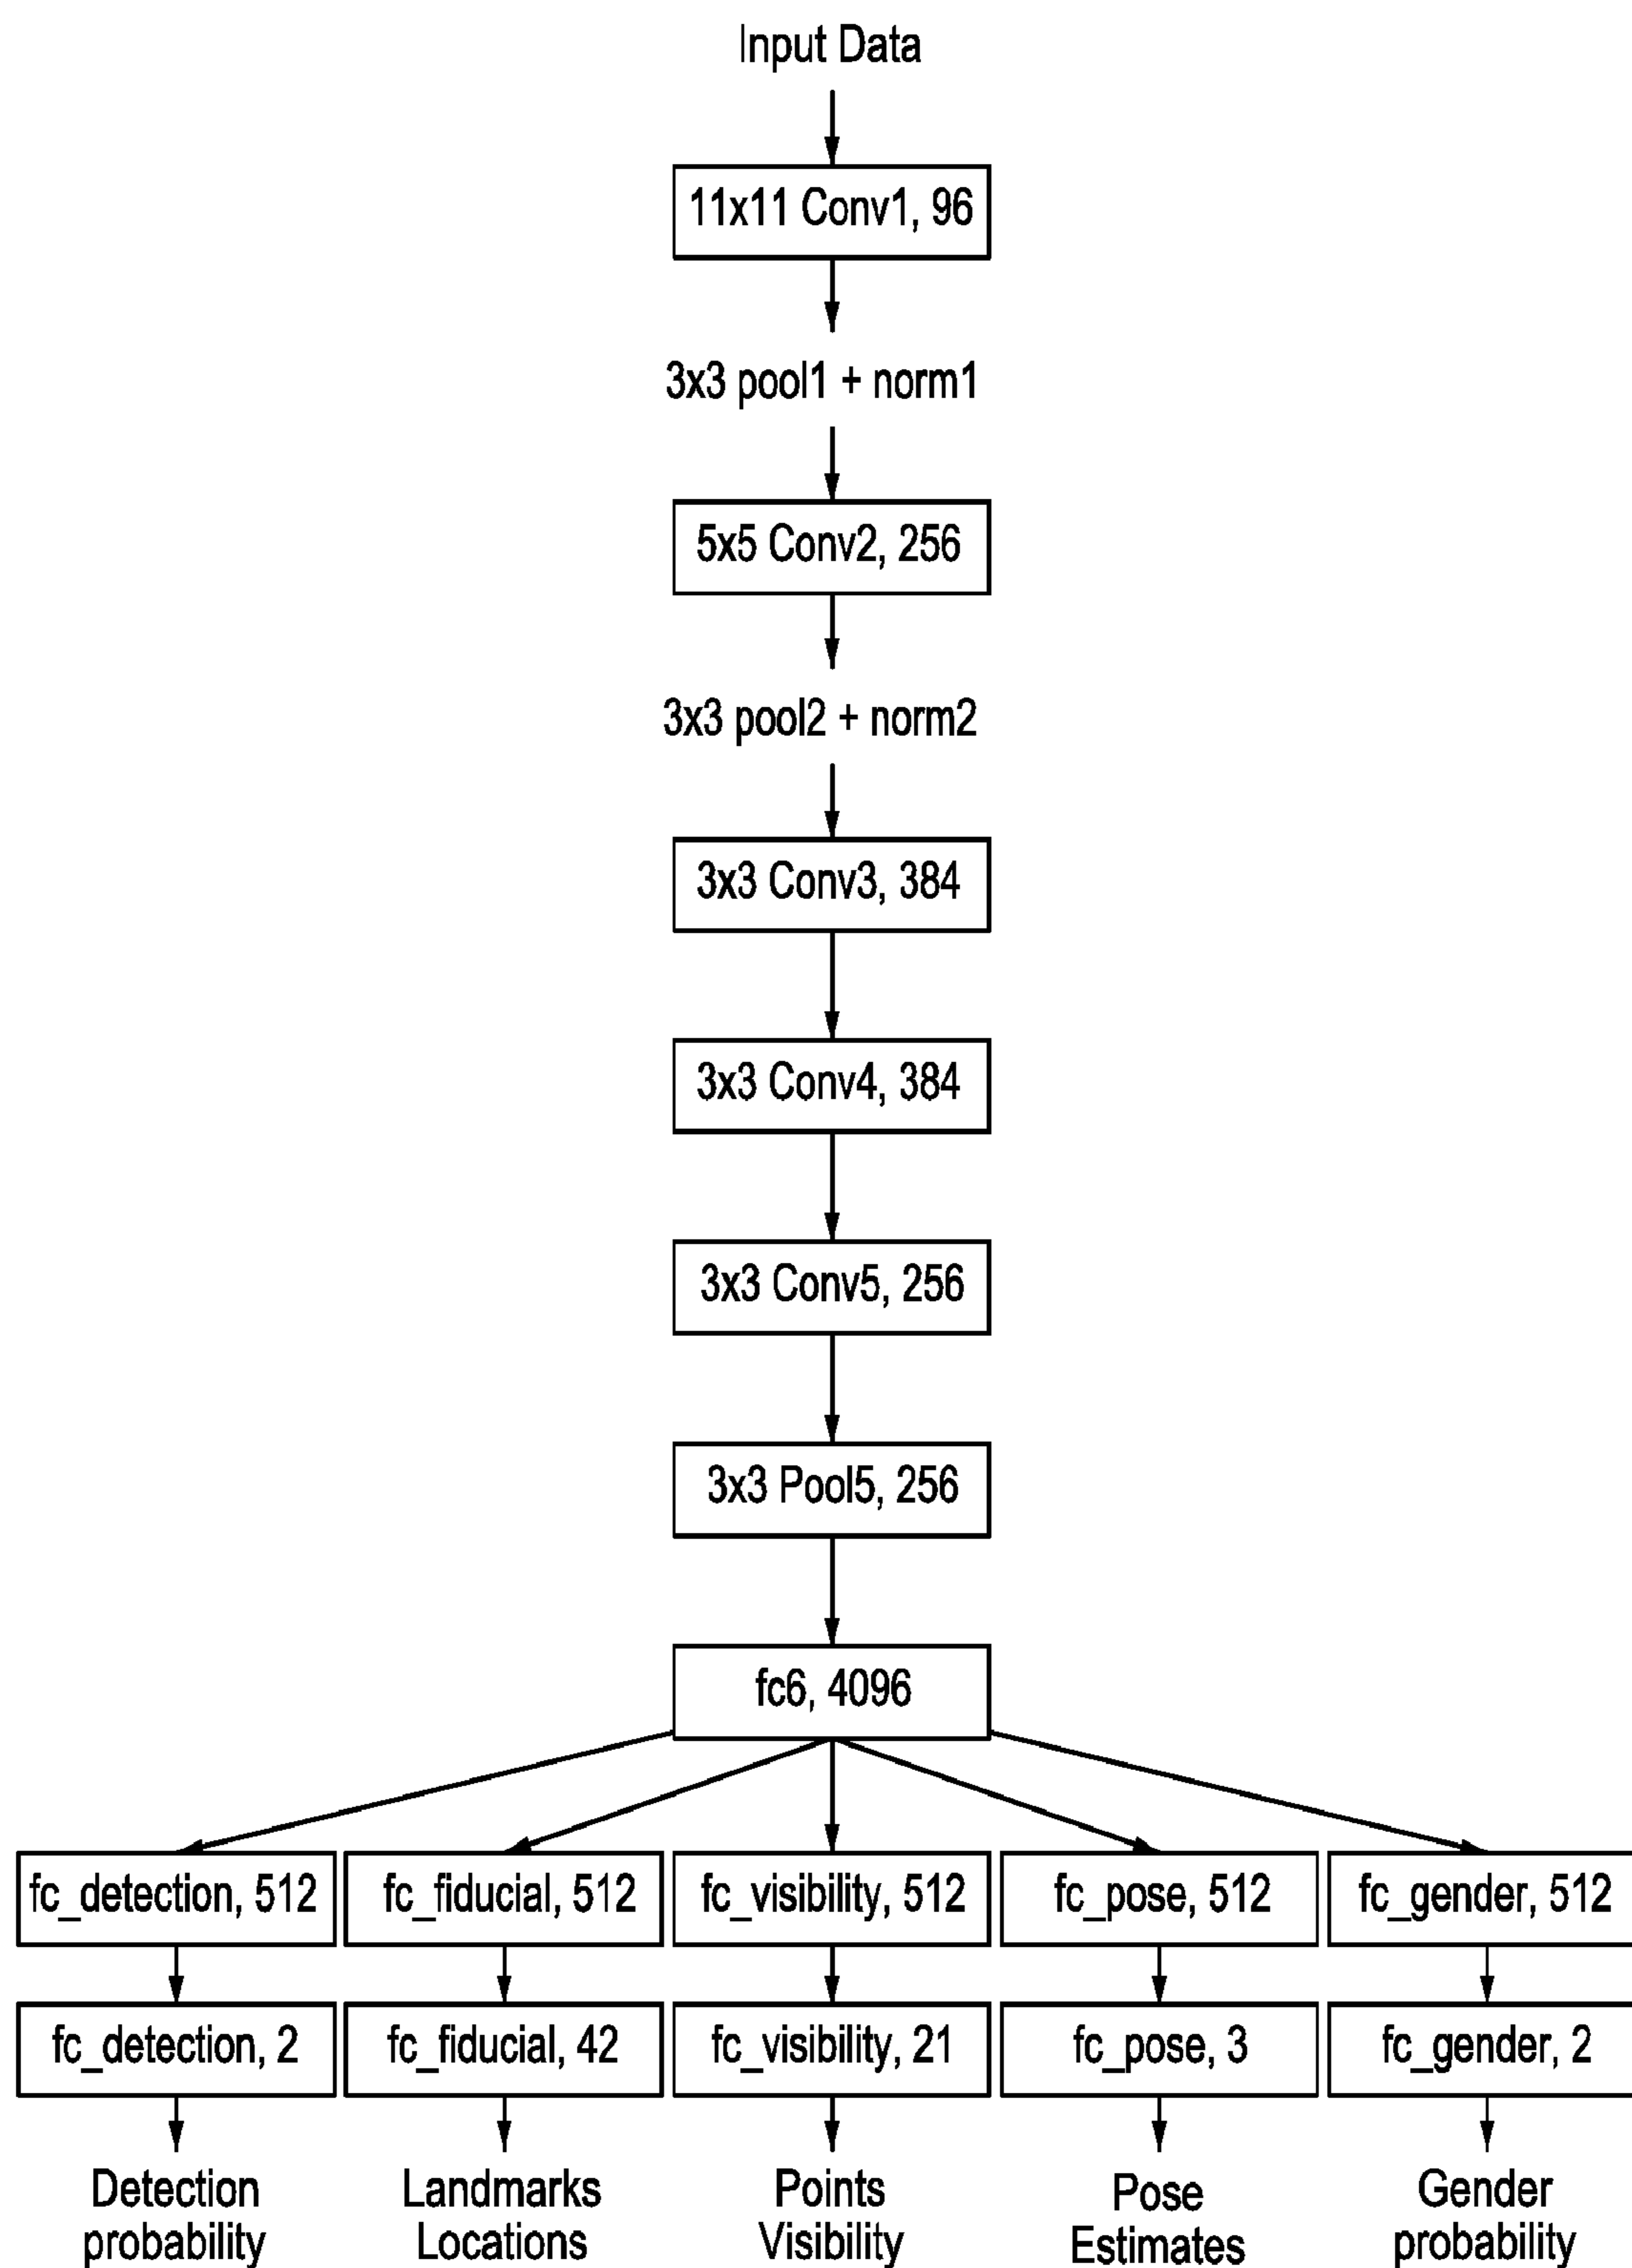 Input Data
11x11 Conv1, 96
3x3 pool1 + norm1
5x5 Conv2, 256
3x3 pool2 + norm2
3x3 Conv3, 384
3x3 Conv4, 384
3x3 Conv5, 256
3x3 Pool5, 256
fc6, 4096
fc_detection, 512
fc_fiducial, 512
fc_visibility, 512
fc_pose, 512
fc_gender, 512
fc_detection, 2
fc_fiducial, 42
fc_visibility, 21
fc_pose, 3
fc_gender, 2
Detection
probability
Landmarks
Locations
Points
Visibility
Pose
Estimates
Gender
probability